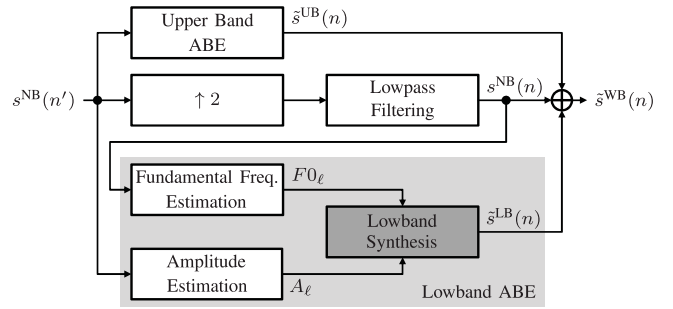 Upper Band
ABE
s̃^UB(n)
s^NB(n′)
↑ 2
Lowpass
Filtering
s^NB(n)
s̃^WB(n)
Fundamental Freq.
Estimation
F0_ℓ
Lowband
Synthesis
s̃^LB(n)
Amplitude
Estimation
A_ℓ
Lowband ABE